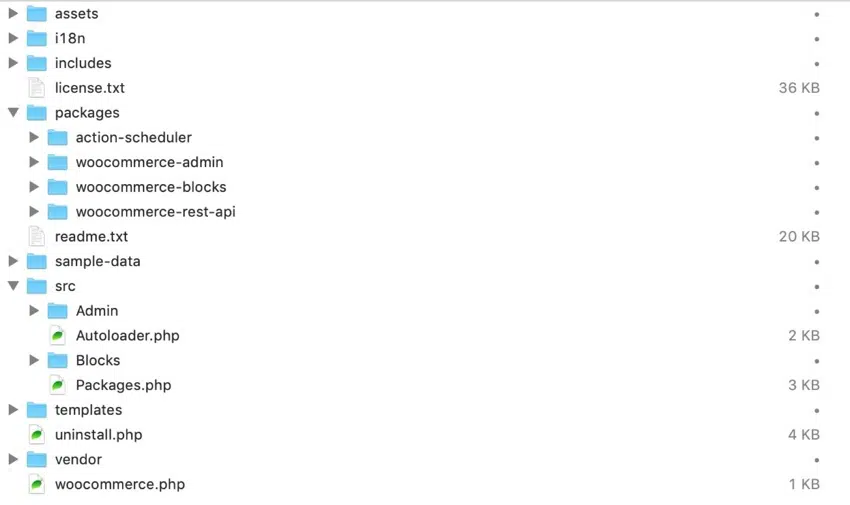 assets
i18n
includes
license.txt 36 KB
packages
action-scheduler
woocommerce-admin
woocommerce-blocks
woocommerce-rest-api
readme.txt 20 KB
sample-data
src
Admin
Autoloader.php 2 KB
Blocks
Packages.php 3 KB
templates
uninstall.php 4 KB
vendor
woocommerce.php 1 KB